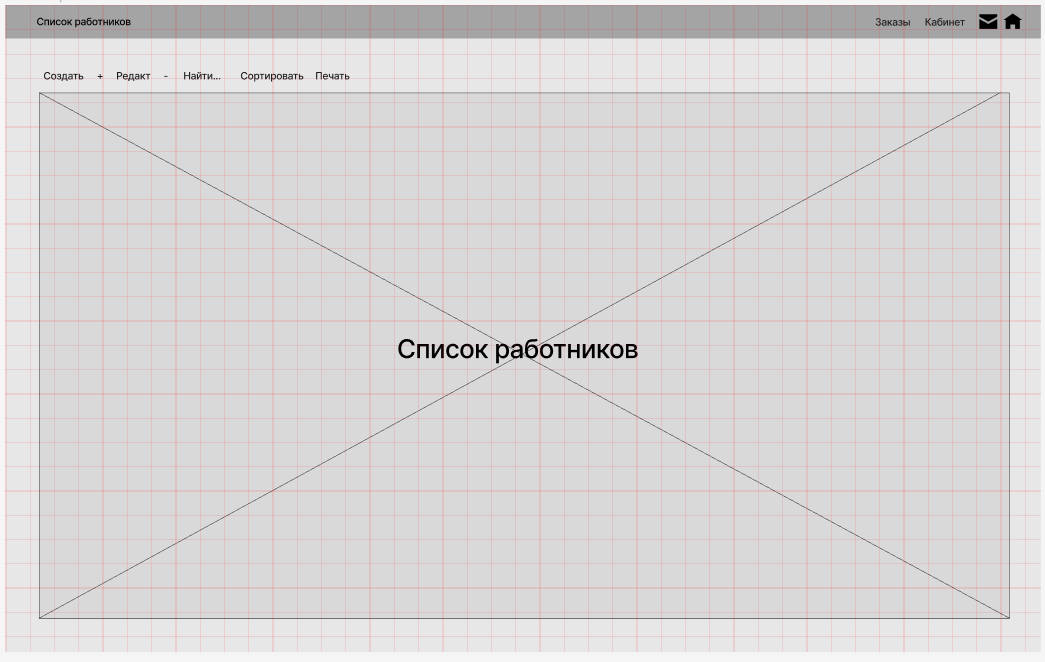 Список работников Заказы Кабинет
Создать + Редакт - Найти... Сортировать Печать
Список работников